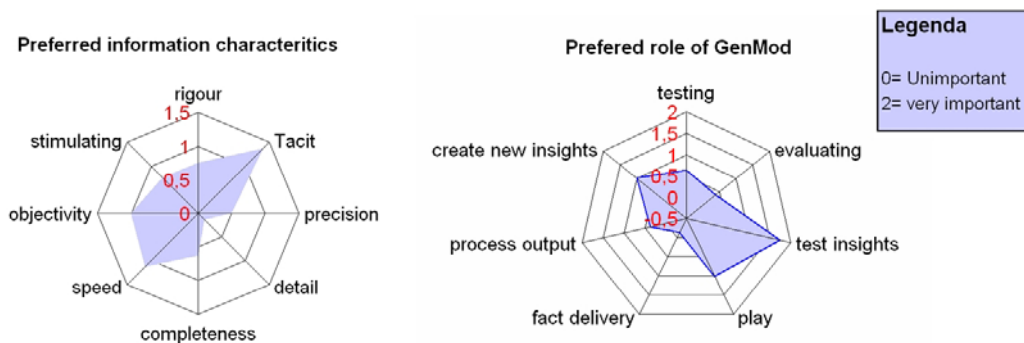 Preferred information characteritics
rigour
1,5
stimulating
Tacit
1
0,5
objectivity
0
precision
speed
detail
completeness
Prefered role of GenMod
testing
2
1,5
create new insights
1
evaluating
0,5
0
-0,5
process output
test insights
fact delivery
play
Legenda
0= Unimportant
2= very important